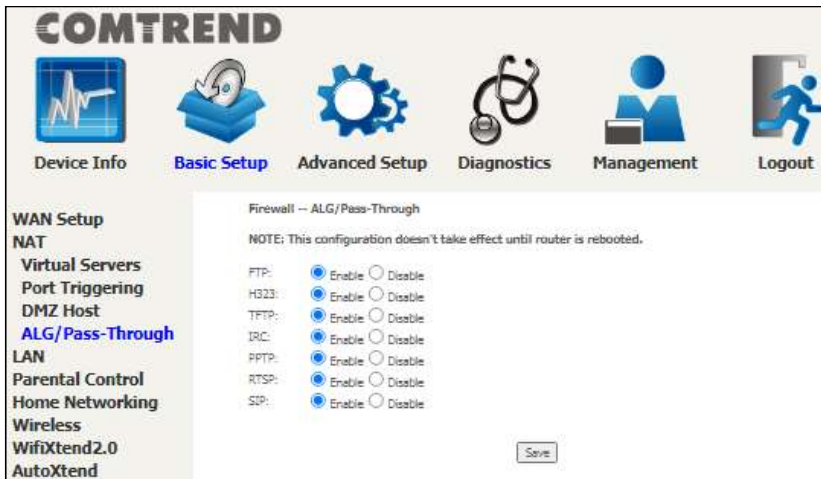 COMTREND
Device Info Basic Setup Advanced Setup Diagnostics Management Logout
WAN Setup
NAT
Virtual Servers
Port Triggering
DMZ Host
ALG/Pass-Through
LAN
Parental Control
Home Networking
Wireless
WifiXtend2.0
AutoXtend
Firewall -- ALG/Pass-Through
NOTE: This configuration doesn't take effect until router is rebooted.
FTP: Enable Disable
H323: Enable Disable
TFTP: Enable Disable
IRC: Enable Disable
PPTP: Enable Disable
RTSP: Enable Disable
SIP: Enable Disable
Save